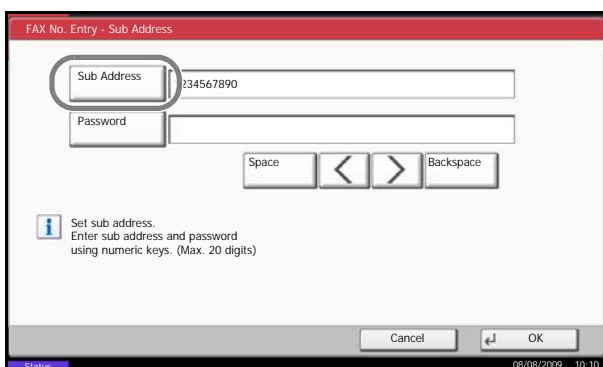 FAX No. Entry - Sub Address
Sub Address
234567890
Password
Space
Backspace
Set sub address.
Enter sub address and password
using numeric keys. (Max. 20 digits)
Cancel
OK
Status
08/08/2009 10:10